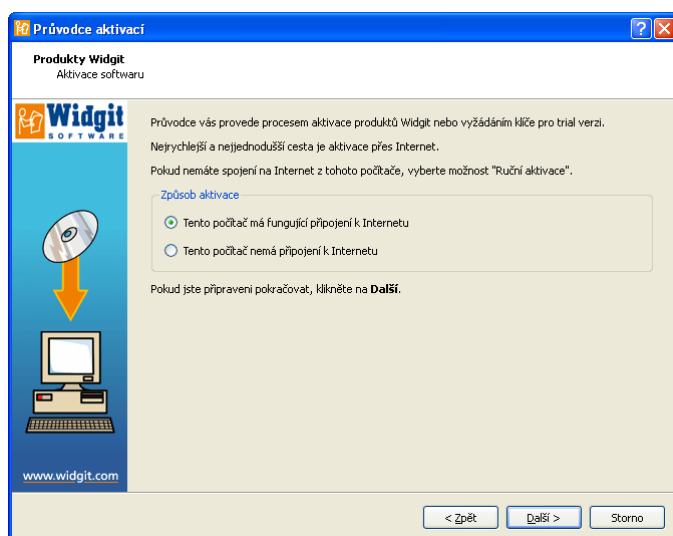 Průvodce aktivací
Produkty Widgit
Aktivace softwaru
Widgit
SOFTWARE
Průvodce vás provede procesem aktivace produktů Widgit nebo vyžádáním klíče pro trial verzi.
Nejrychlejší a nejjednodušší cesta je aktivace přes Internet.
Pokud nemáte spojení na Internet z tohoto počítače, vyberte možnost "Ruční aktivace".
Způsob aktivace
Tento počítač má fungující připojení k Internetu
Tento počítač nemá připojení k Internetu
Pokud jste připraveni pokračovat, klikněte na Další.
www.widgit.com
< Zpět Další > Storno